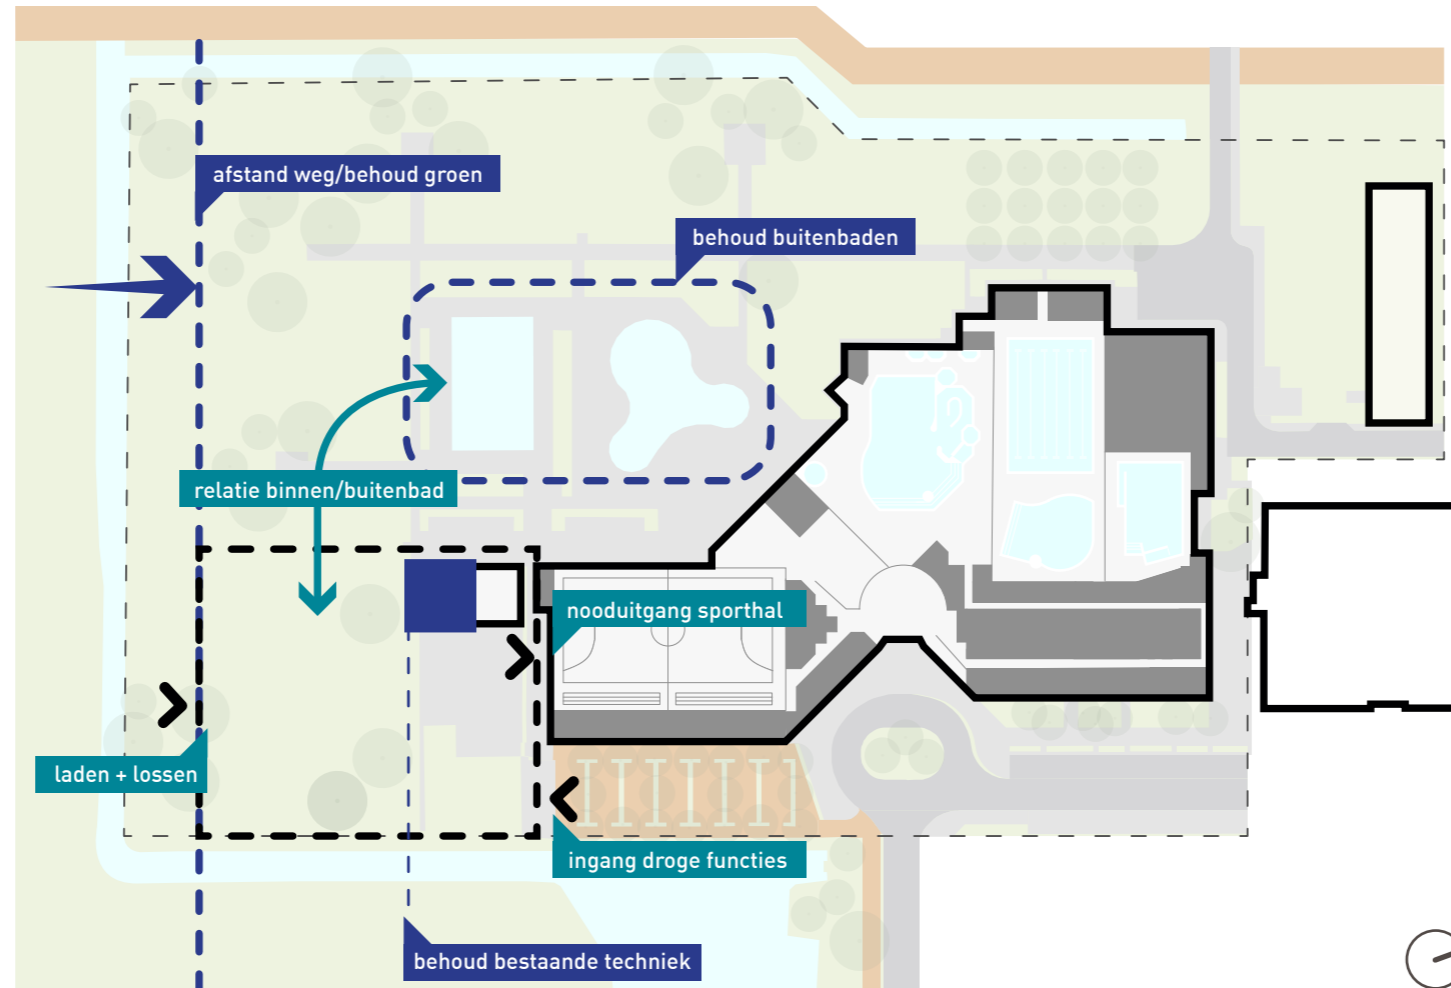 afstand weg/behoud groen
behoud buitenbaden
relatie binnen/buitenbad
nooduitgang sporthal
laden + lossen
ingang droge functies
behoud bestaande techniek